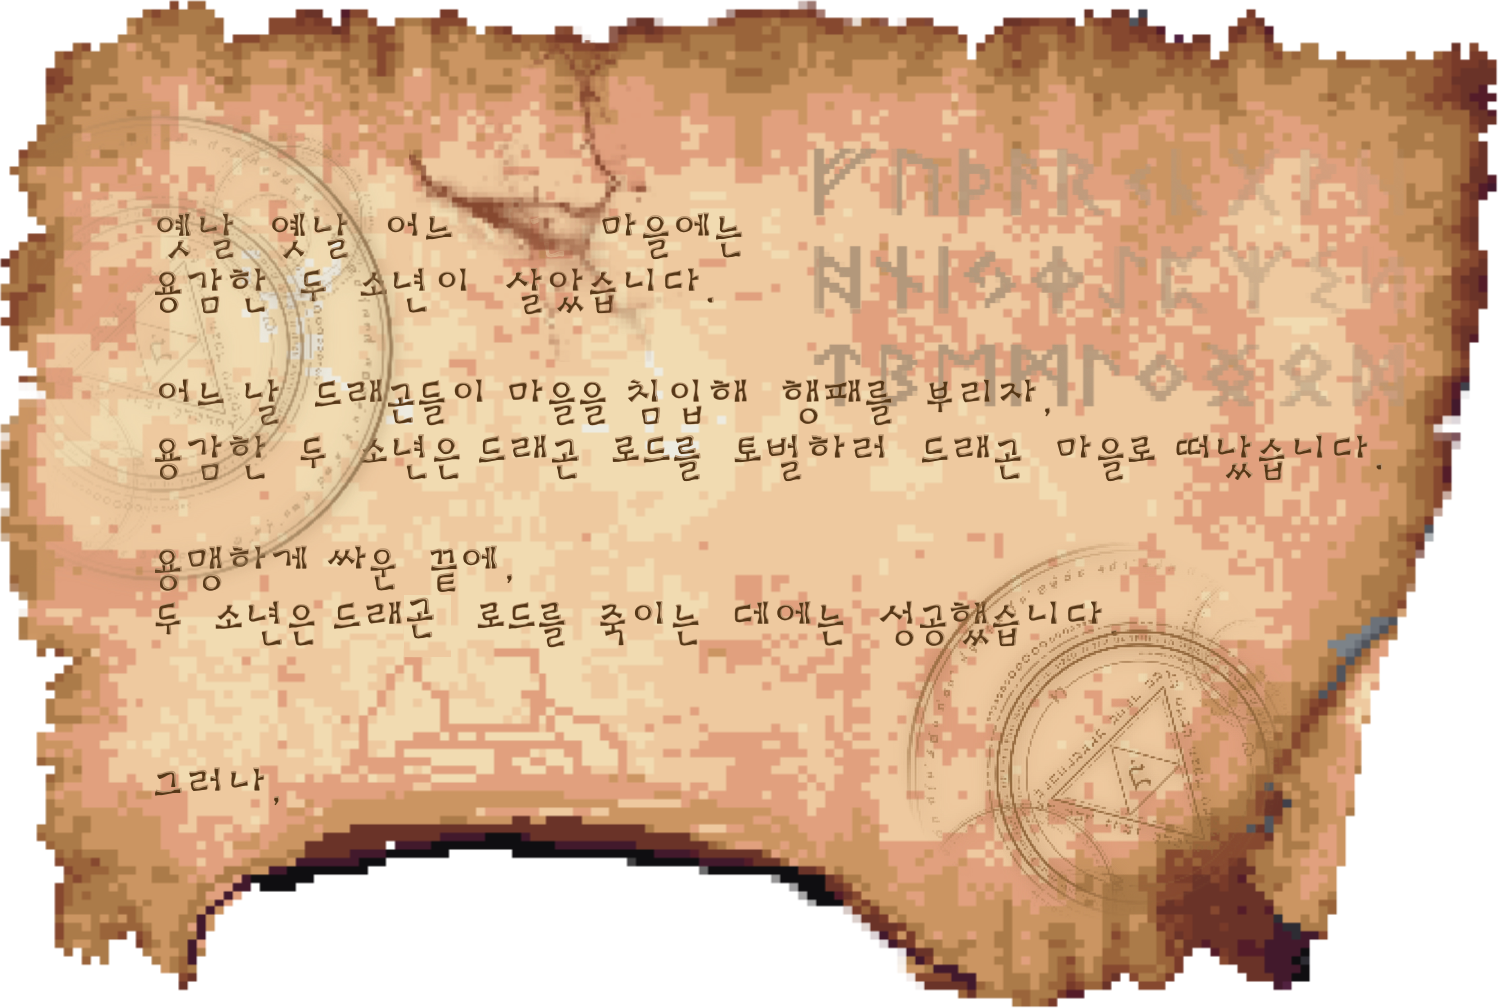 옛날 옛날 어느 마을에는
용감한 두 소년이 살았습니다.
어느 날 드래곤들이 마을을 침입해 행패를 부리자,
용감한 두 소년은 드래곤 로드를 토벌하러 드래곤 마을로 떠났습니다.
용맹하게 싸운 끝에,
두 소년은 드래곤 로드를 죽이는 데에는 성공했습니다
그러나,
ᚠ ᚢ ᚦ ᚨ ᚱ ᚲ
ᚺ ᚾ ᛁ ᛃ ᛇ ᛈ ᛉ
ᛏ ᛒ ᛖ ᛗ ᛚ ᛜ ᛟ ᛞ